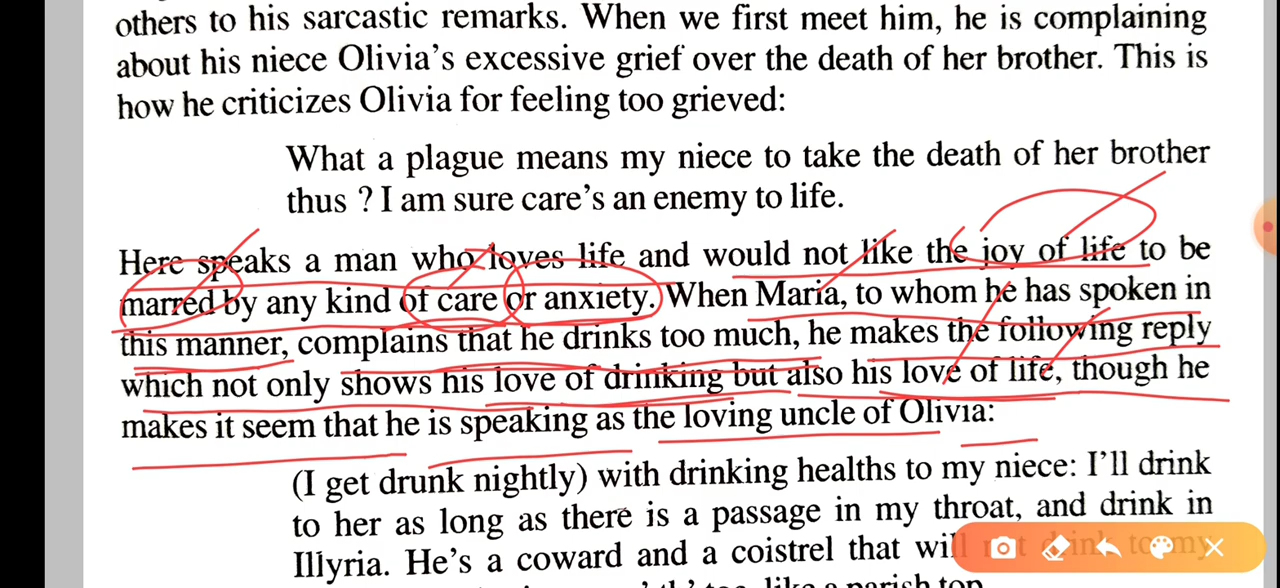 others to his sarcastic remarks. When we first meet him, he is complaining
about his niece Olivia's excessive grief over the death of her brother. This is
how he criticizes Olivia for feeling too grieved:
What a plague means my niece to take the death of her brother
thus ? I am sure care's an enemy to life.
Here speaks a man who loves life and would not like the joy of life to be
marred by any kind of care or anxiety. When Maria, to whom he has spoken in
this manner, complains that he drinks too much, he makes the following reply
which not only shows his love of drinking but also his love of life, though he
makes it seem that he is speaking as the loving uncle of Olivia:
(I get drunk nightly) with drinking healths to my niece: I'll drink
to her as long as there is a passage in my throat, and drink in
Illyria. He's a coward and a coistrel that will not drink to my
like a parish top